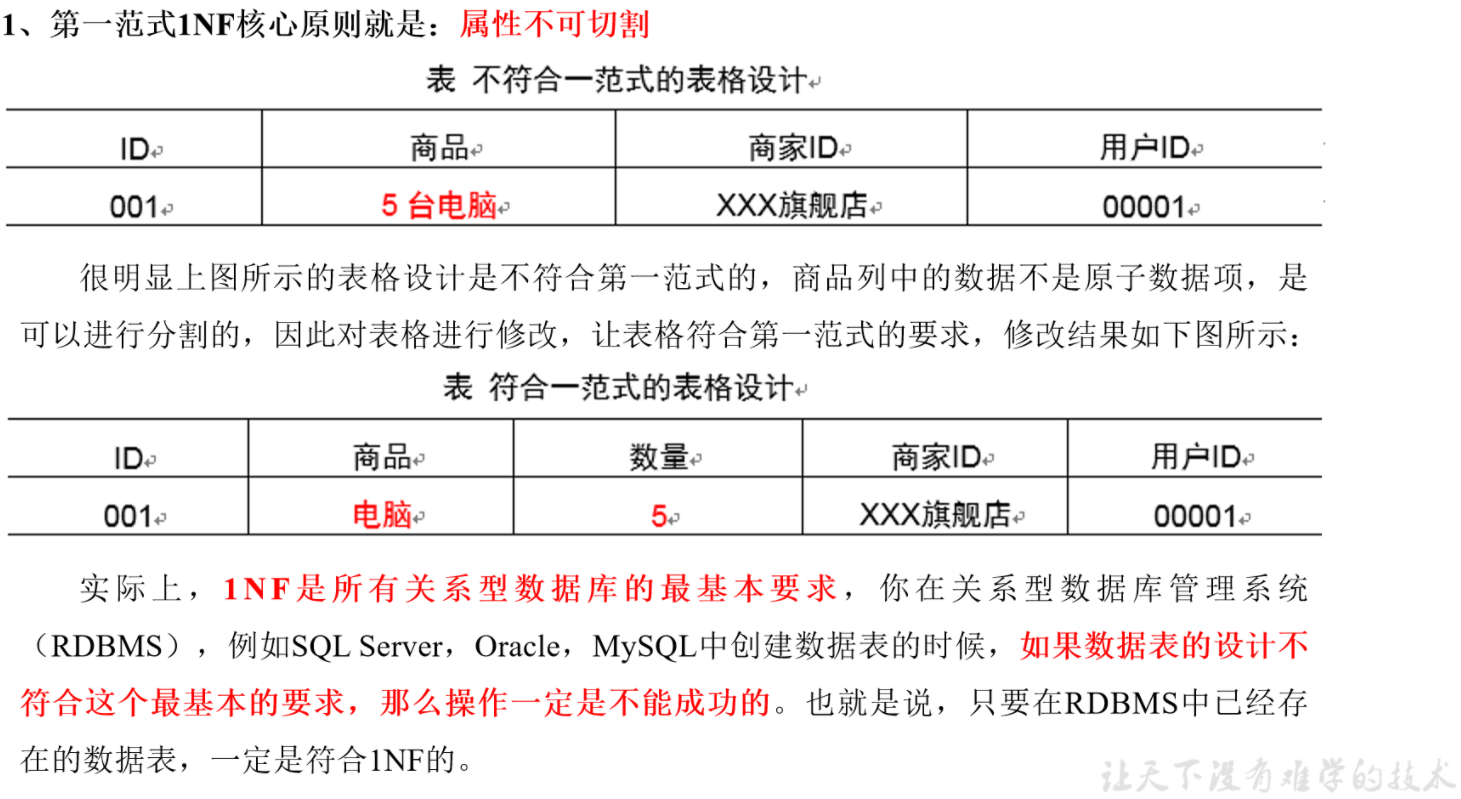 1、第一范式1NF核心原则就是：属性不可切割
表 不符合一范式的表格设计
ID 商品 商家ID 用户ID
001 5 台电脑 XXX旗舰店 00001
很明显上图所示的表格设计是不符合第一范式的，商品列中的数据不是原子数据项，是
可以进行分割的，因此对表格进行修改，让表格符合第一范式的要求，修改结果如下图所示：
表 符合一范式的表格设计
ID 商品 数量 商家ID 用户ID
001 电脑 5 XXX旗舰店 00001
实际上，1NF是所有关系型数据库的最基本要求，你在关系型数据库管理系统
（RDBMS），例如SQL Server，Oracle，MySQL中创建数据表的时候，如果数据表的设计不
符合这个最基本的要求，那么操作一定是不能成功的。也就是说，只要在RDBMS中已经存
在的数据表，一定是符合1NF的。
让天下没有难学的技术